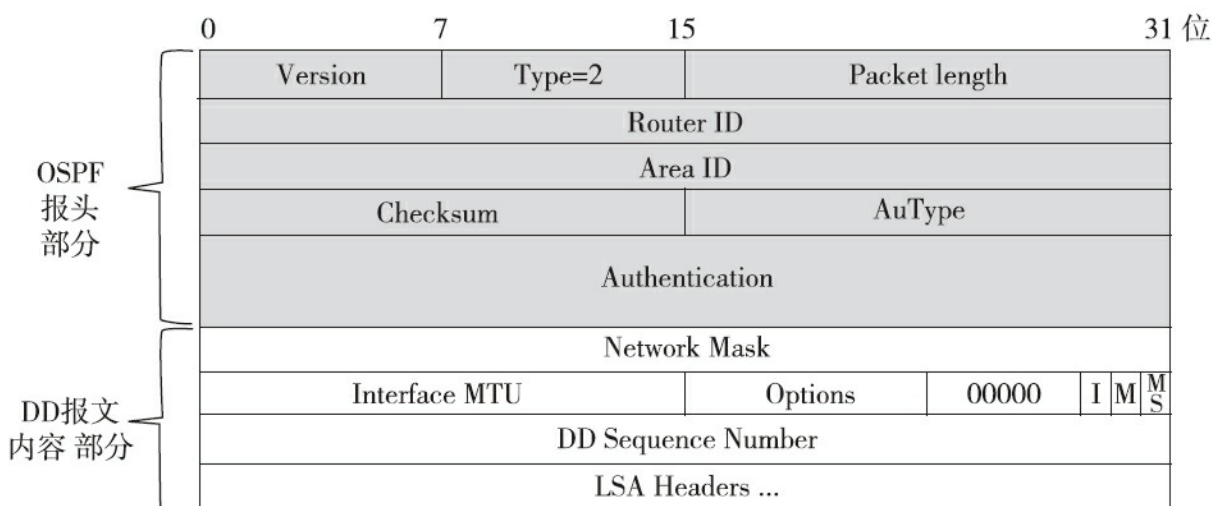 0 7 15 31 位
Version Type=2 Packet length
Router ID
Area ID
Checksum AuType
Authentication
OSPF
报头
部分
Network Mask
Interface MTU Options 00000 I M MS
DD Sequence Number
LSA Headers ...
DD报文
内容 部分